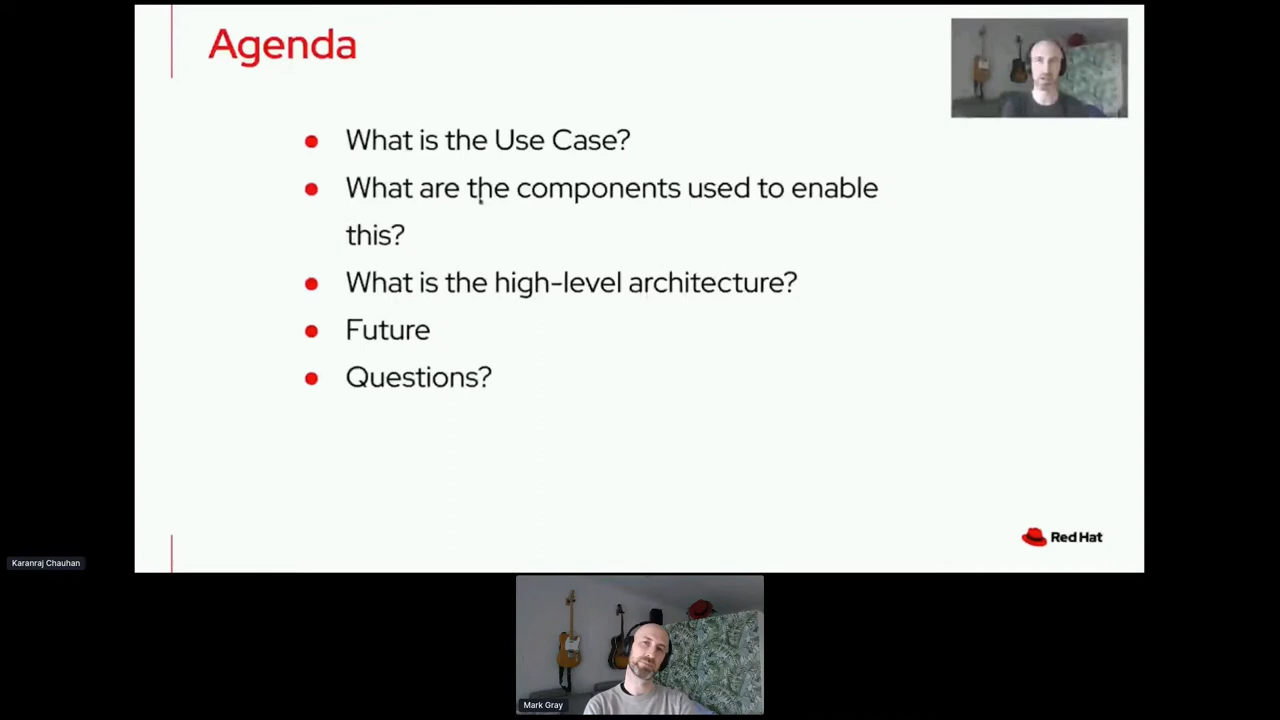 Agenda
What is the Use Case?
What are the components used to enable
this?
What is the high-level architecture?
Future
Questions?
Red Hat
Karanraj Chauhan
Mark Gray